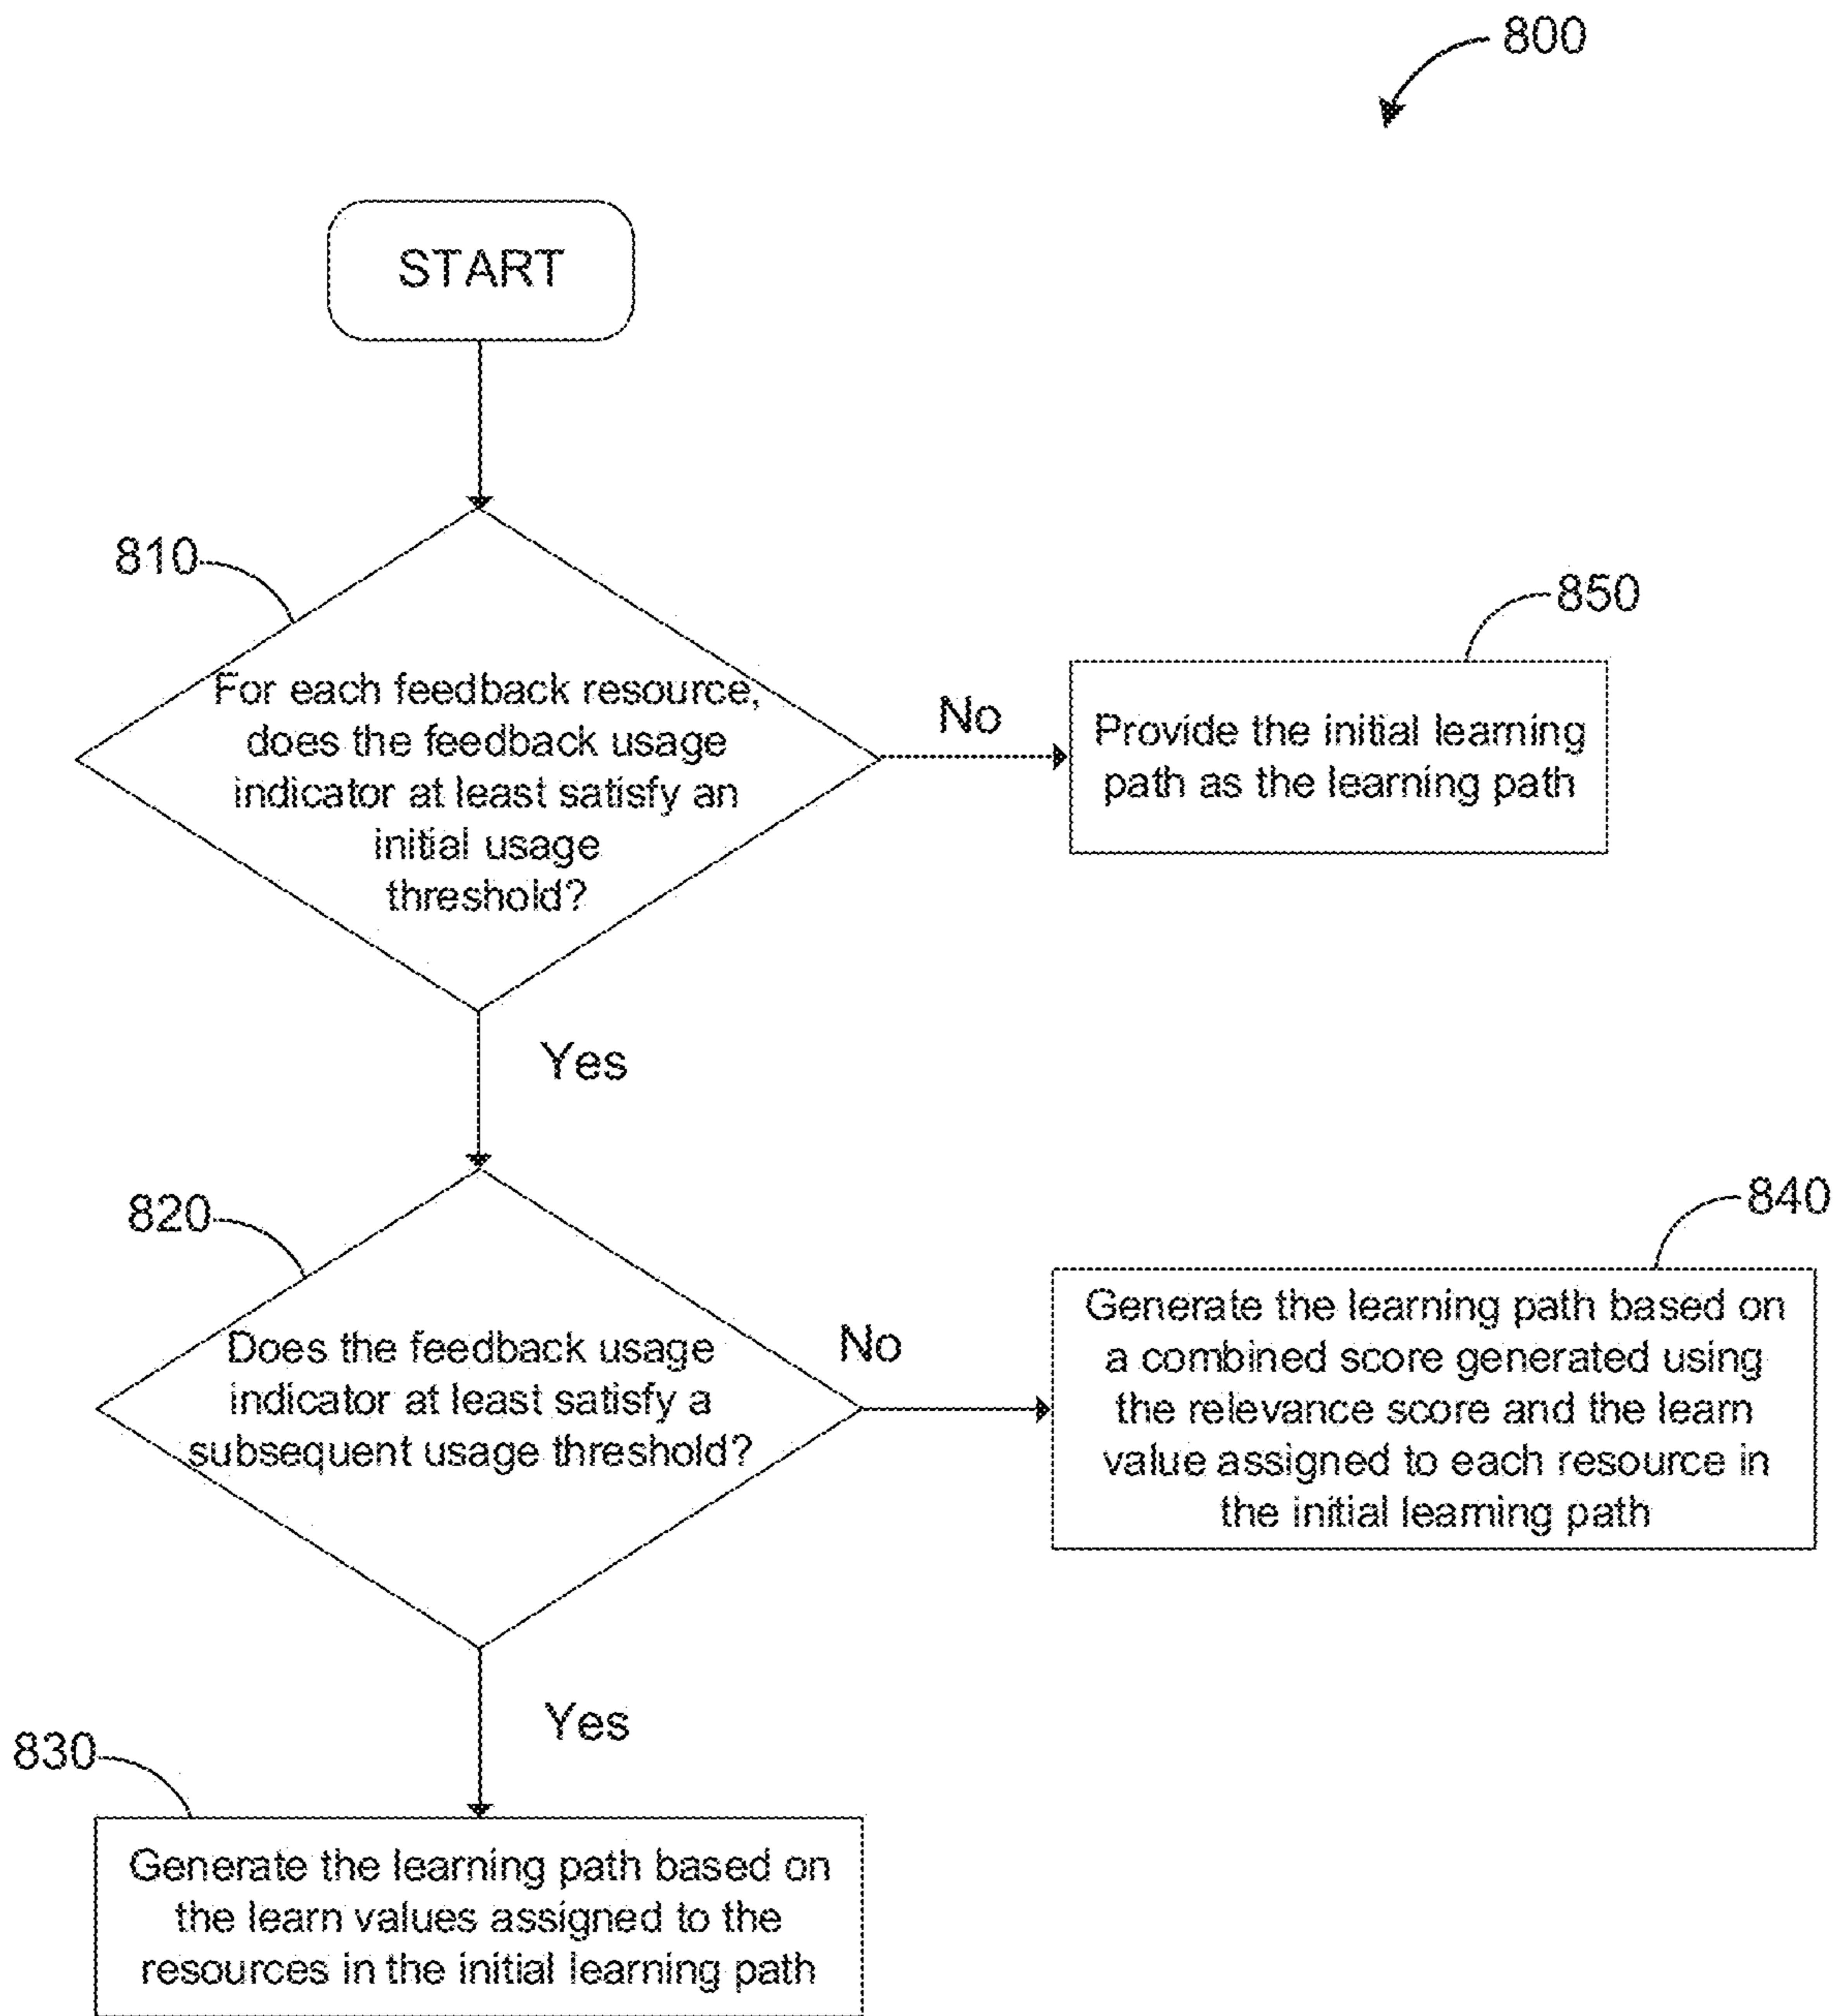 800
START
810
For each feedback resource,
does the feedback usage
indicator at least satisfy an
initial usage
threshold?
No
850
Provide the initial learning
path as the learning path
Yes
820
Does the feedback usage
indicator at least satisfy a
subsequent usage threshold?
No
840
Generate the learning path based on
a combined score generated using
the relevance score and the learn
value assigned to each resource in
the initial learning path
Yes
830
Generate the learning path based on
the learn values assigned to the
resources in the initial learning path